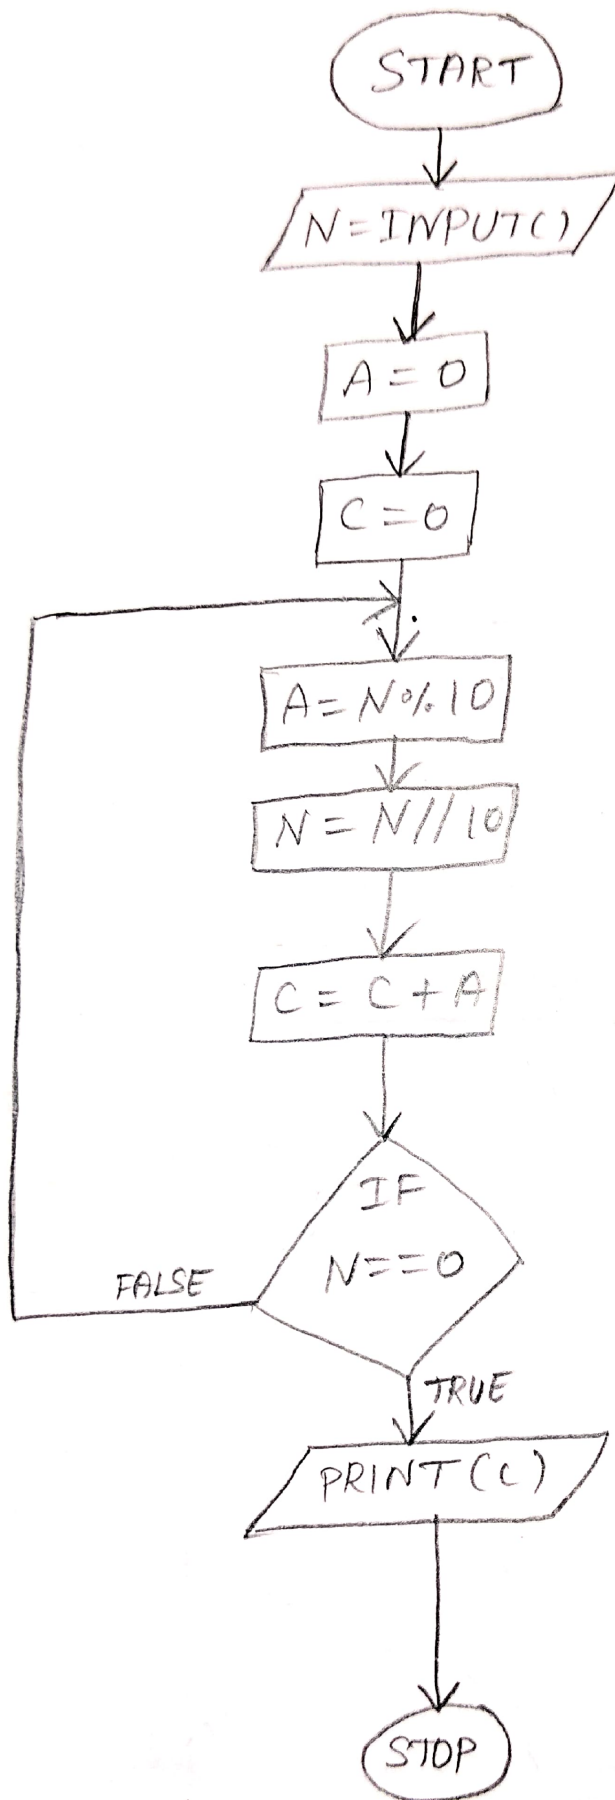 START
N=INPUT()
A=0
C=0
A=N%10
N=N//10
C=C+A
IF
N==0
FALSE
TRUE
PRINT(C)
STOP